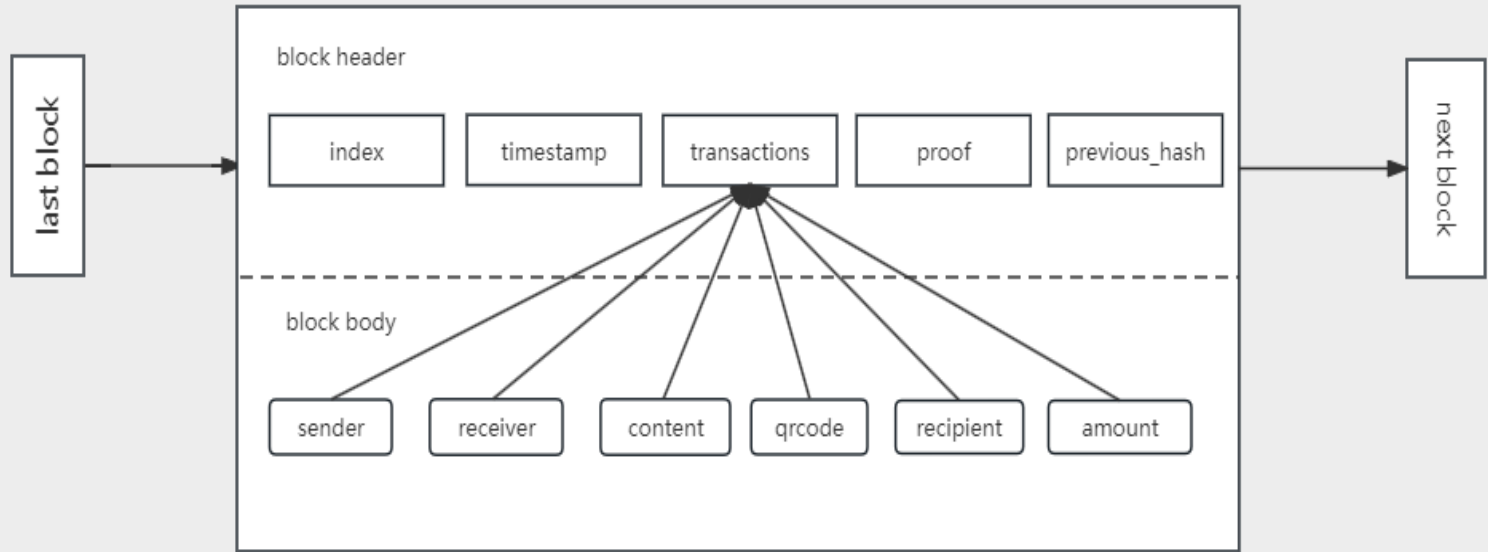 block header
last block
index
timestamp
transactions
proof
previous_hash
next block
block body
sender
receiver
content
qrcode
recipient
amount